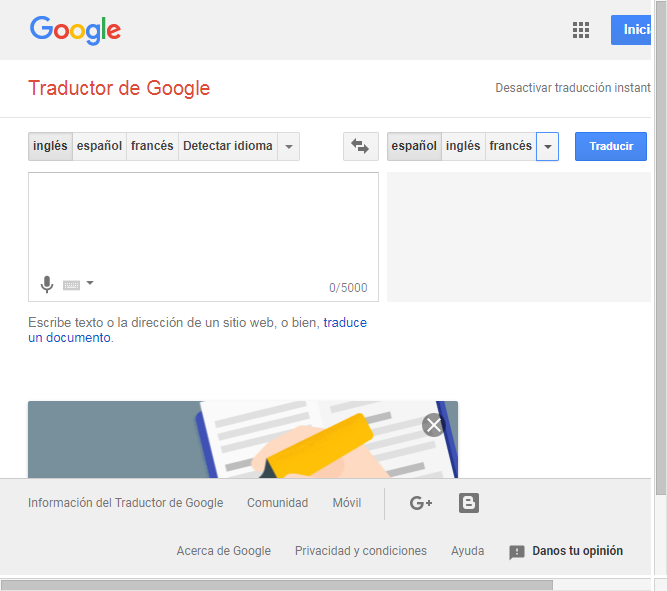 Google
Inici
Traductor de Google
Desactivar traducción instant
inglés español francés Detectar idioma
español inglés francés
Traducir
0/5000
Escribe texto o la dirección de un sitio web, o bien, traduce
un documento.
Información del Traductor de Google Comunidad Móvil G+
Acerca de Google Privacidad y condiciones Ayuda Danos tu opinión